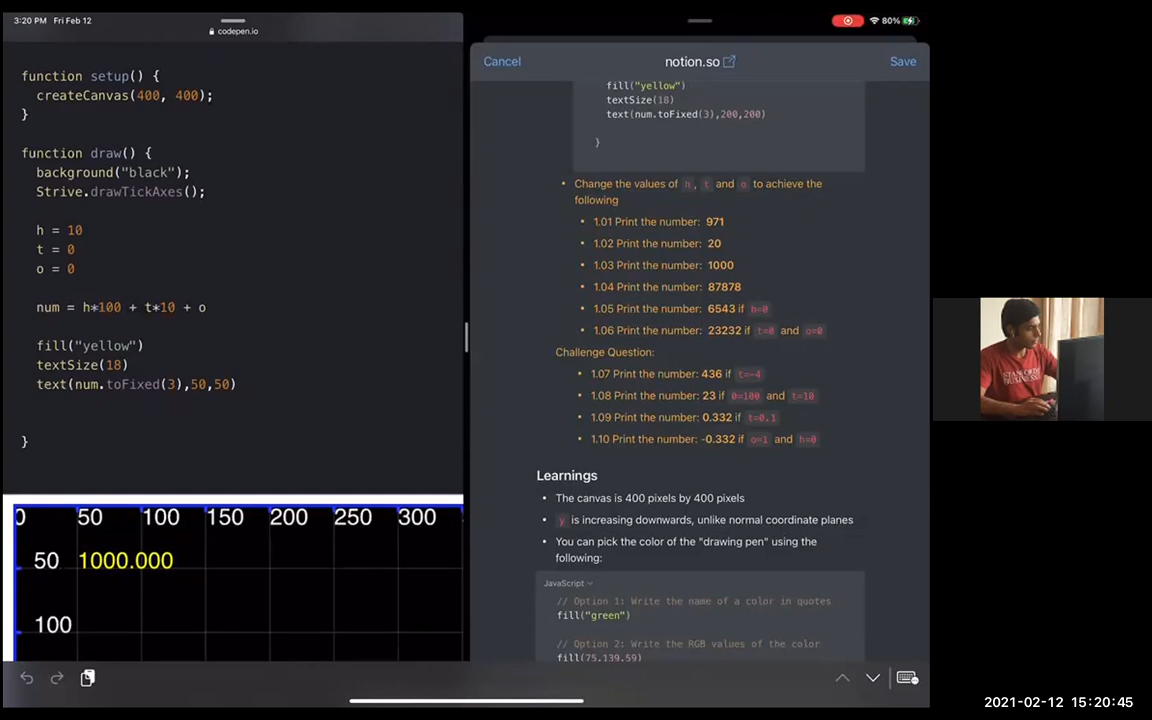 3:20 PM Fri Feb 12
80%
codepen.io
function setup() {
createCanvas(400, 400);
}
function draw() {
background("black");
Strive.drawTickAxes();
h = 10
t = 0
o = 0
num = h*100 + t*10 + o
fill("yellow")
textSize(18)
text(num.toFixed(3),50,50)
}
0 50 100 150 200 250 300
50 1000.000
100
Cancel notion.so Save
fill("yellow")
textSize(18)
text(num.toFixed(3),200,200)
}
• Change the values of h, t and o to achieve the
following
• 1.01 Print the number: 971
• 1.02 Print the number: 20
• 1.03 Print the number: 1000
• 1.04 Print the number: 87878
• 1.05 Print the number: 6543 if h=0
• 1.06 Print the number: 23232 if t=0 and o=0
Challenge Question:
• 1.07 Print the number: 436 if t=-4
• 1.08 Print the number: 23 if O=100 and t=10
• 1.09 Print the number: 0.332 if t=0.1
• 1.10 Print the number: -0.332 if o=1 and h=0
Learnings
• The canvas is 400 pixels by 400 pixels
• y is increasing downwards, unlike normal coordinate planes
• You can pick the color of the "drawing pen" using the
following:
JavaScript
// Option 1: Write the name of a color in quotes
fill("green")
// Option 2: Write the RGB values of the color
fill(75,139,59)
STANFORD
BUSINESS
2021-02-12 15:20:45